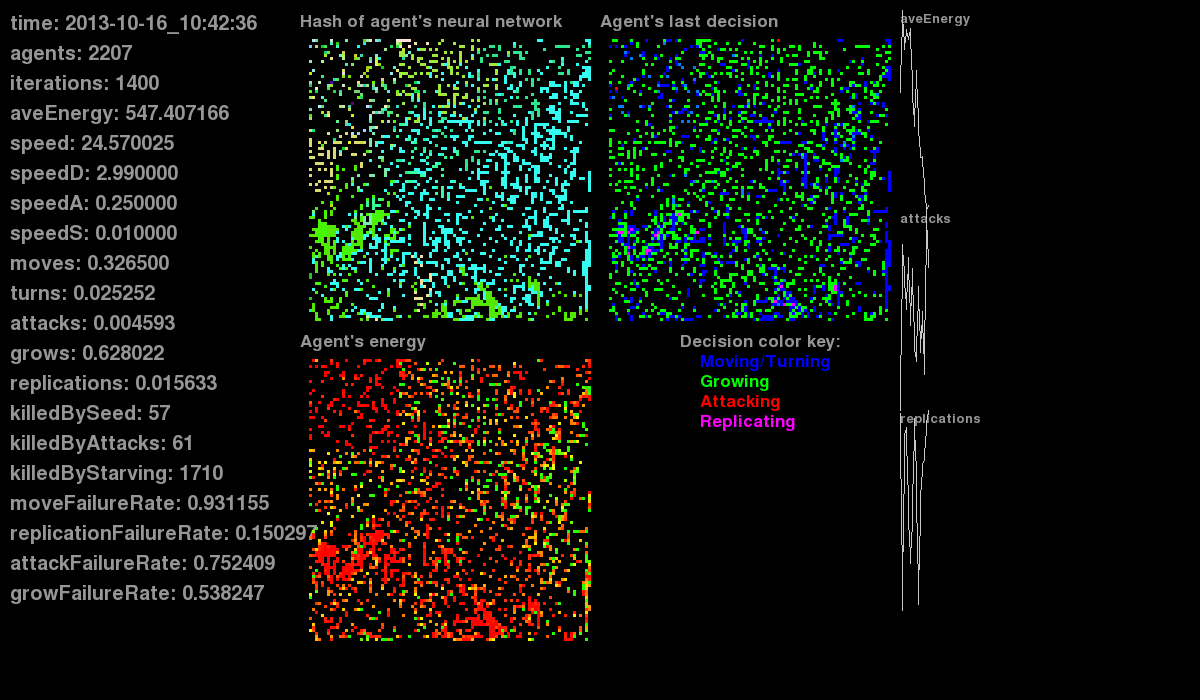 time: 2013-10-16_10:42:36
agents: 2207
iterations: 1400
aveEnergy: 547.407166
speed: 24.570025
speedD: 2.990000
speedA: 0.250000
speedS: 0.010000
moves: 0.326500
turns: 0.025252
attacks: 0.004593
grows: 0.628022
replications: 0.015633
killedBySeed: 57
killedByAttacks: 61
killedByStarving: 1710
moveFailureRate: 0.931155
replicationFailureRate: 0.150297
attackFailureRate: 0.752409
growFailureRate: 0.538247
Hash of agent's neural network
Agent's last decision
Agent's energy
Decision color key:
Moving/Turning
Growing
Attacking
Replicating
aveEnergy
attacks
replications